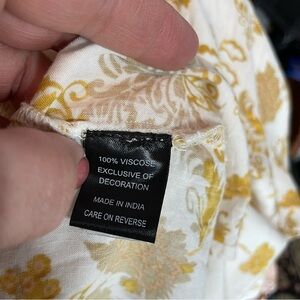 100% VISCOSE
EXCLUSIVE OF
DECORATION
MADE IN INDIA
CARE ON REVERSE